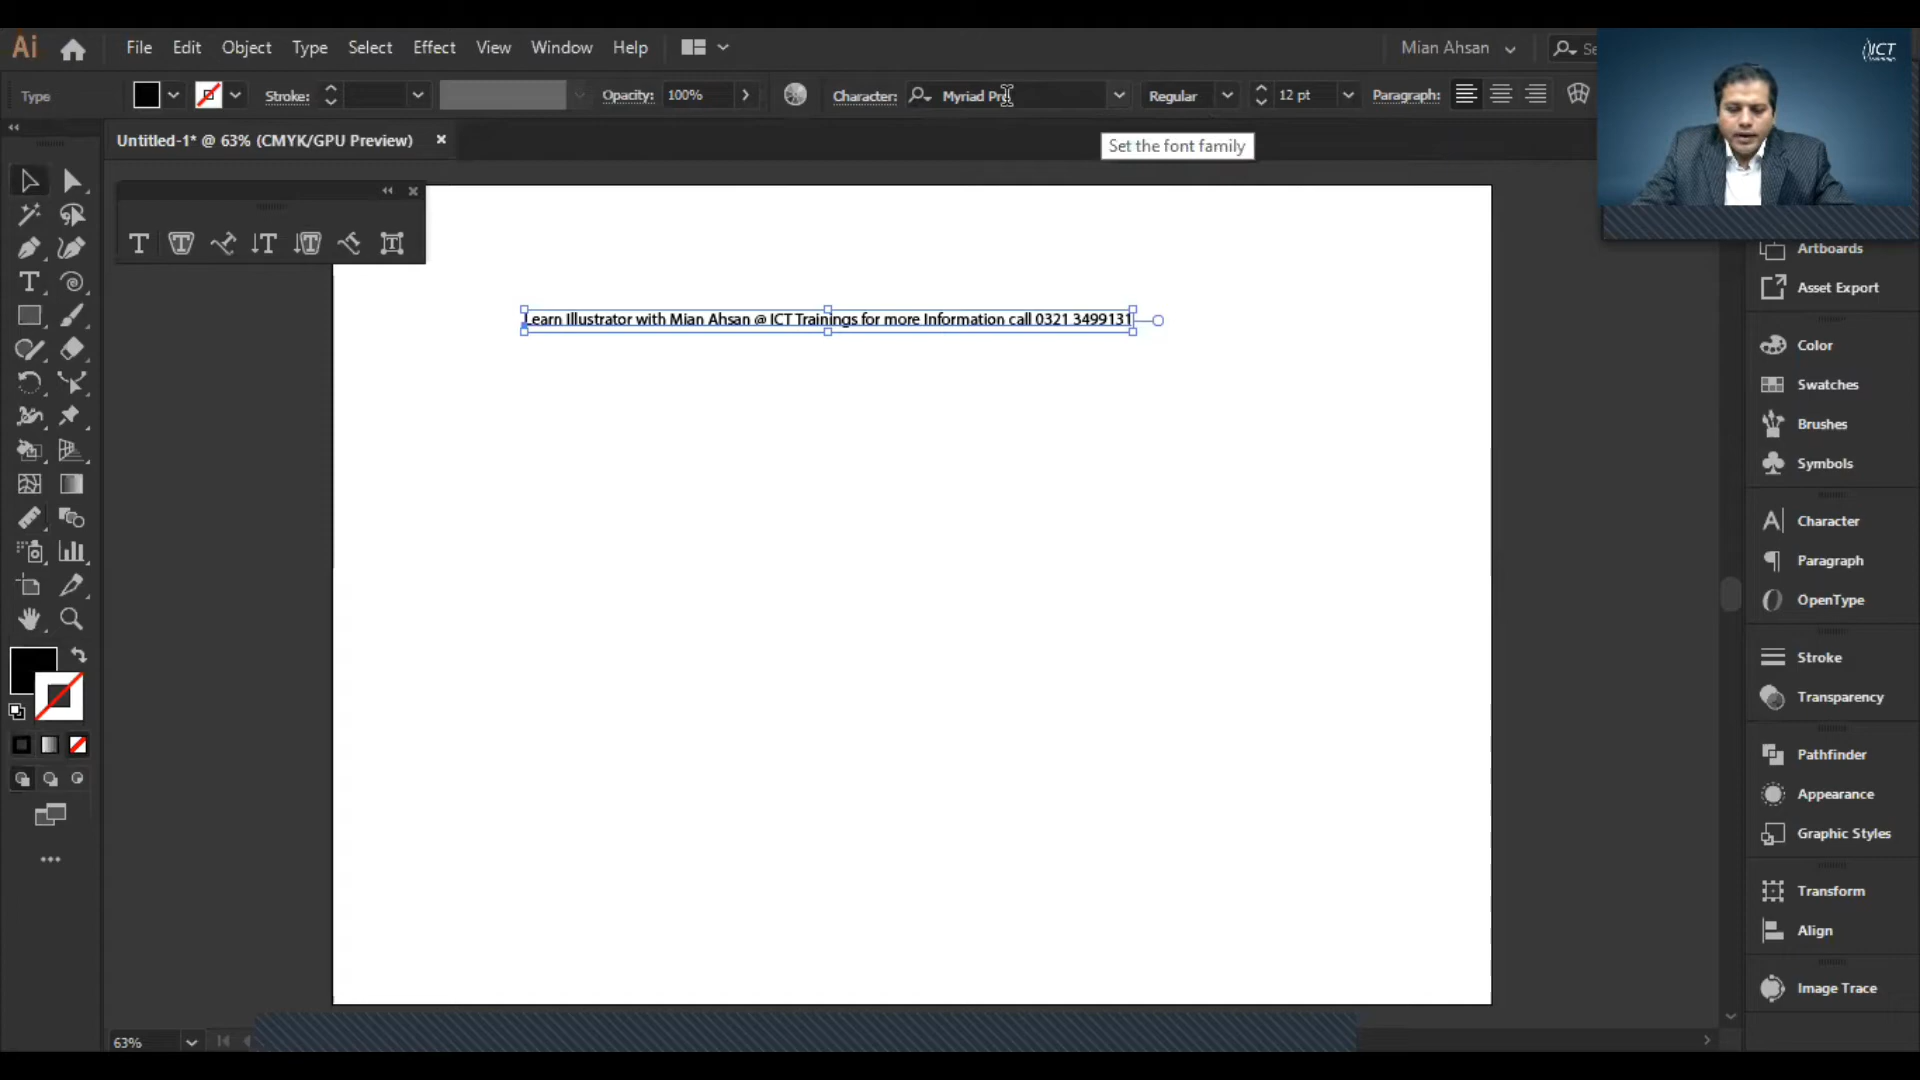 Ai File Edit Object Type Select Effect View Window Help Mian Ahsan Se
Type Stroke: Opacity: 100% Character: Myriad Pro Regular 12 pt Paragraph:
Untitled-1* @ 63% (CMYK/GPU Preview)
Set the font family
ICT
Trainings
Learn Illustrator with Mian Ahsan @ ICT Trainings for more Information call 0321 3499131
Artboards
Asset Export
Color
Swatches
Brushes
Symbols
Character
Paragraph
OpenType
Stroke
Transparency
Pathfinder
Appearance
Graphic Styles
Transform
Align
Image Trace
63%